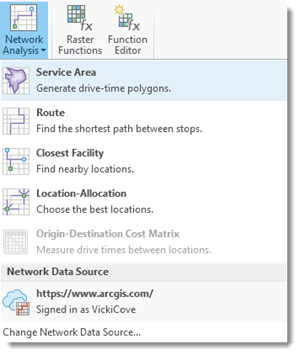 Network
Analysis
Raster
Functions
Function
Editor
Service Area
Generate drive-time polygons.
Route
Find the shortest path between stops.
Closest Facility
Find nearby locations.
Location-Allocation
Choose the best locations.
Origin-Destination Cost Matrix
Measure drive times between locations.
Network Data Source
https://www.arcgis.com/
Signed in as VickiCove
Change Network Data Source...